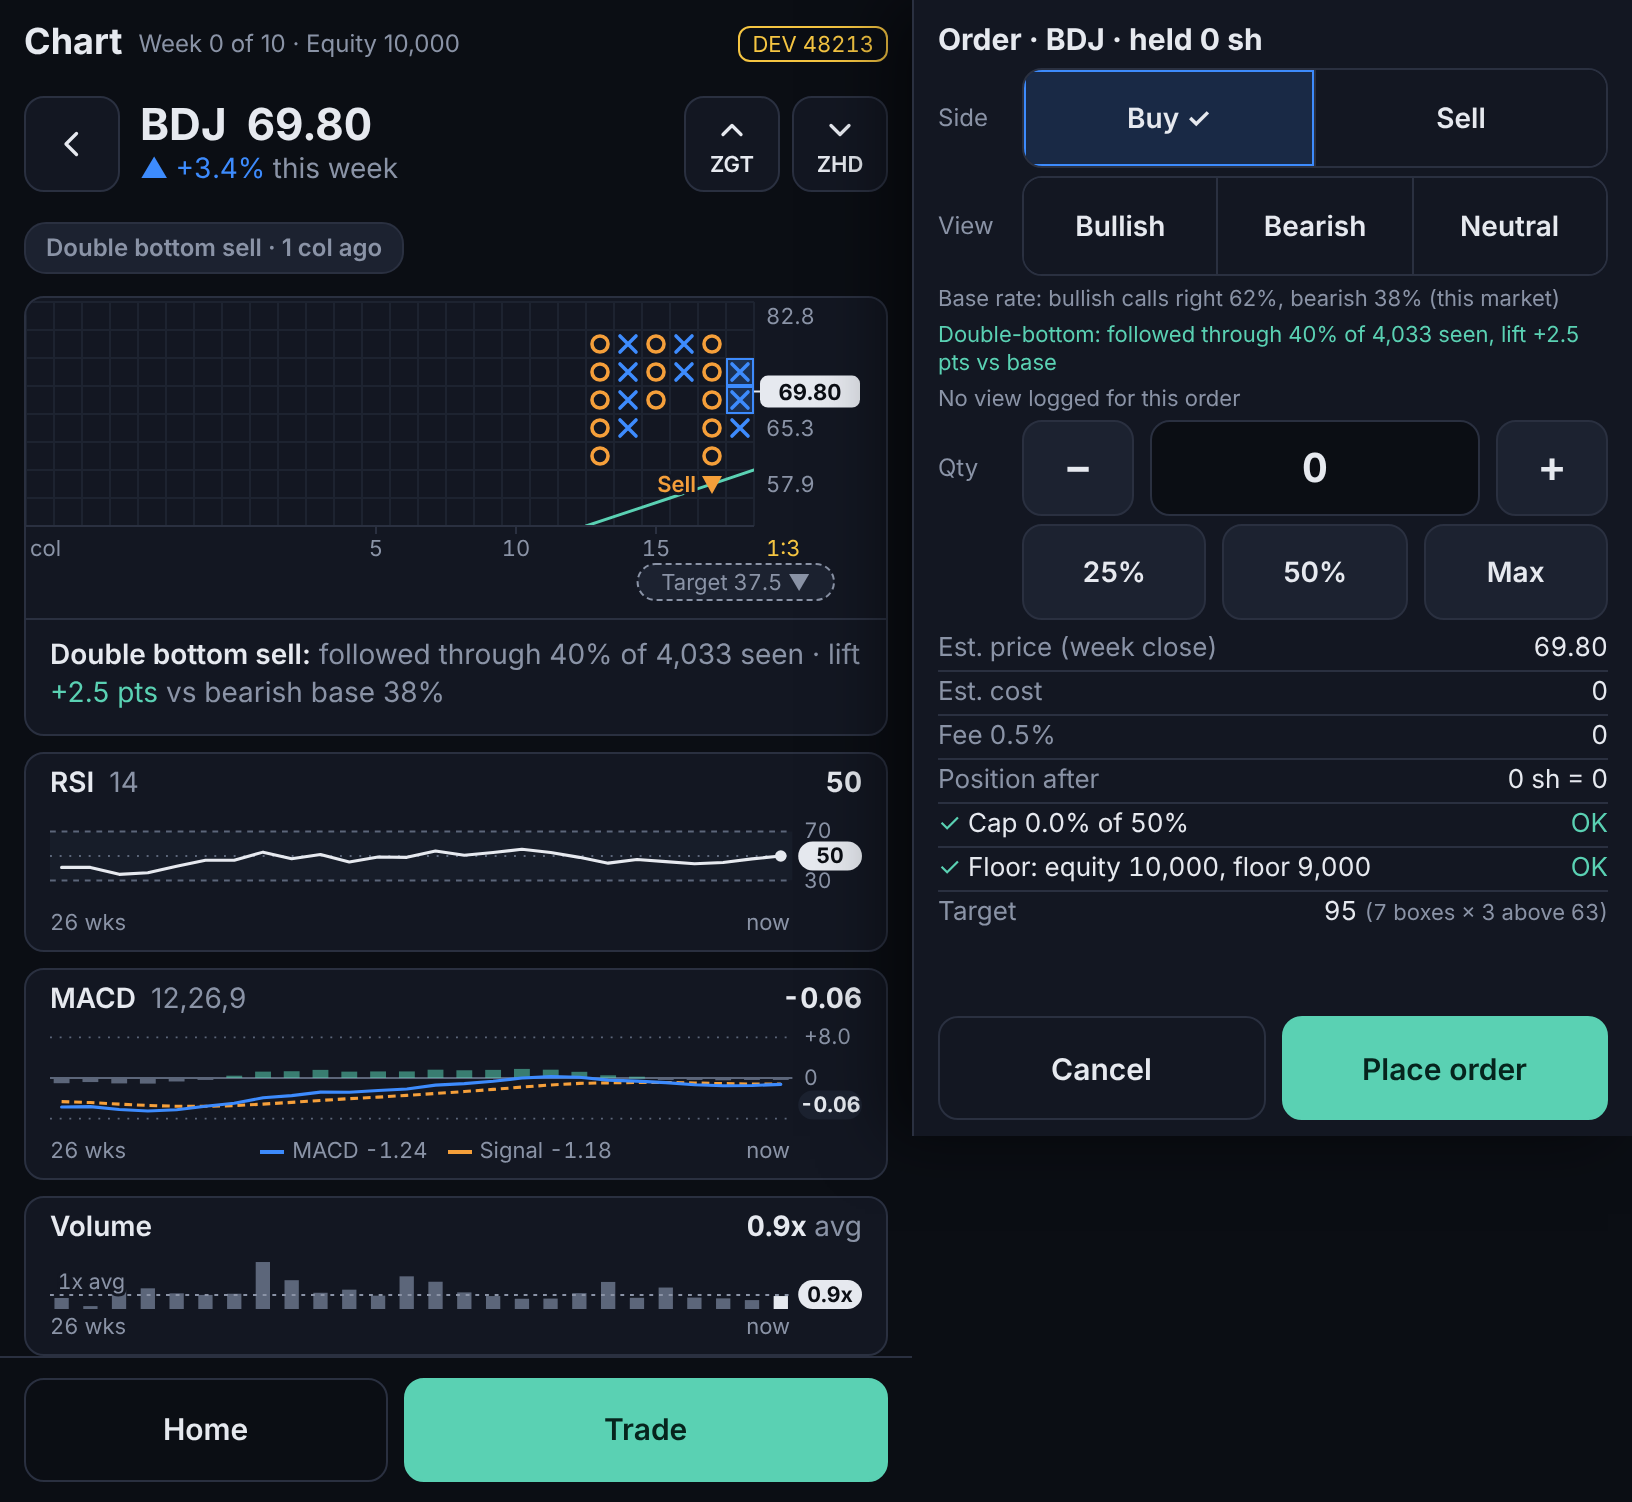 Chart Week 0 of 10 · Equity 10,000
DEV 48213
BDJ 69.80
▲ +3.4% this week
ZGT
ZHD
Double bottom sell · 1 col ago
82.8
69.80
65.3
57.9
Sell ▼
col 5 10 15 1:3
Target 37.5 ▼
Double bottom sell: followed through 40% of 4,033 seen · lift
+2.5 pts vs bearish base 38%
RSI 14 50
70
50
30
26 wks now
MACD 12,26,9 -0.06
+8.0
0
-0.06
26 wks MACD -1.24 Signal -1.18 now
Volume 0.9x avg
1x avg
0.9x
26 wks now
Home
Trade
Order · BDJ · held 0 sh
Side Buy ✓ Sell
View Bullish Bearish Neutral
Base rate: bullish calls right 62%, bearish 38% (this market)
Double-bottom: followed through 40% of 4,033 seen, lift +2.5
pts vs base
No view logged for this order
Qty − 0 +
25% 50% Max
Est. price (week close) 69.80
Est. cost 0
Fee 0.5% 0
Position after 0 sh = 0
✓ Cap 0.0% of 50% OK
✓ Floor: equity 10,000, floor 9,000 OK
Target 95 (7 boxes × 3 above 63)
Cancel
Place order